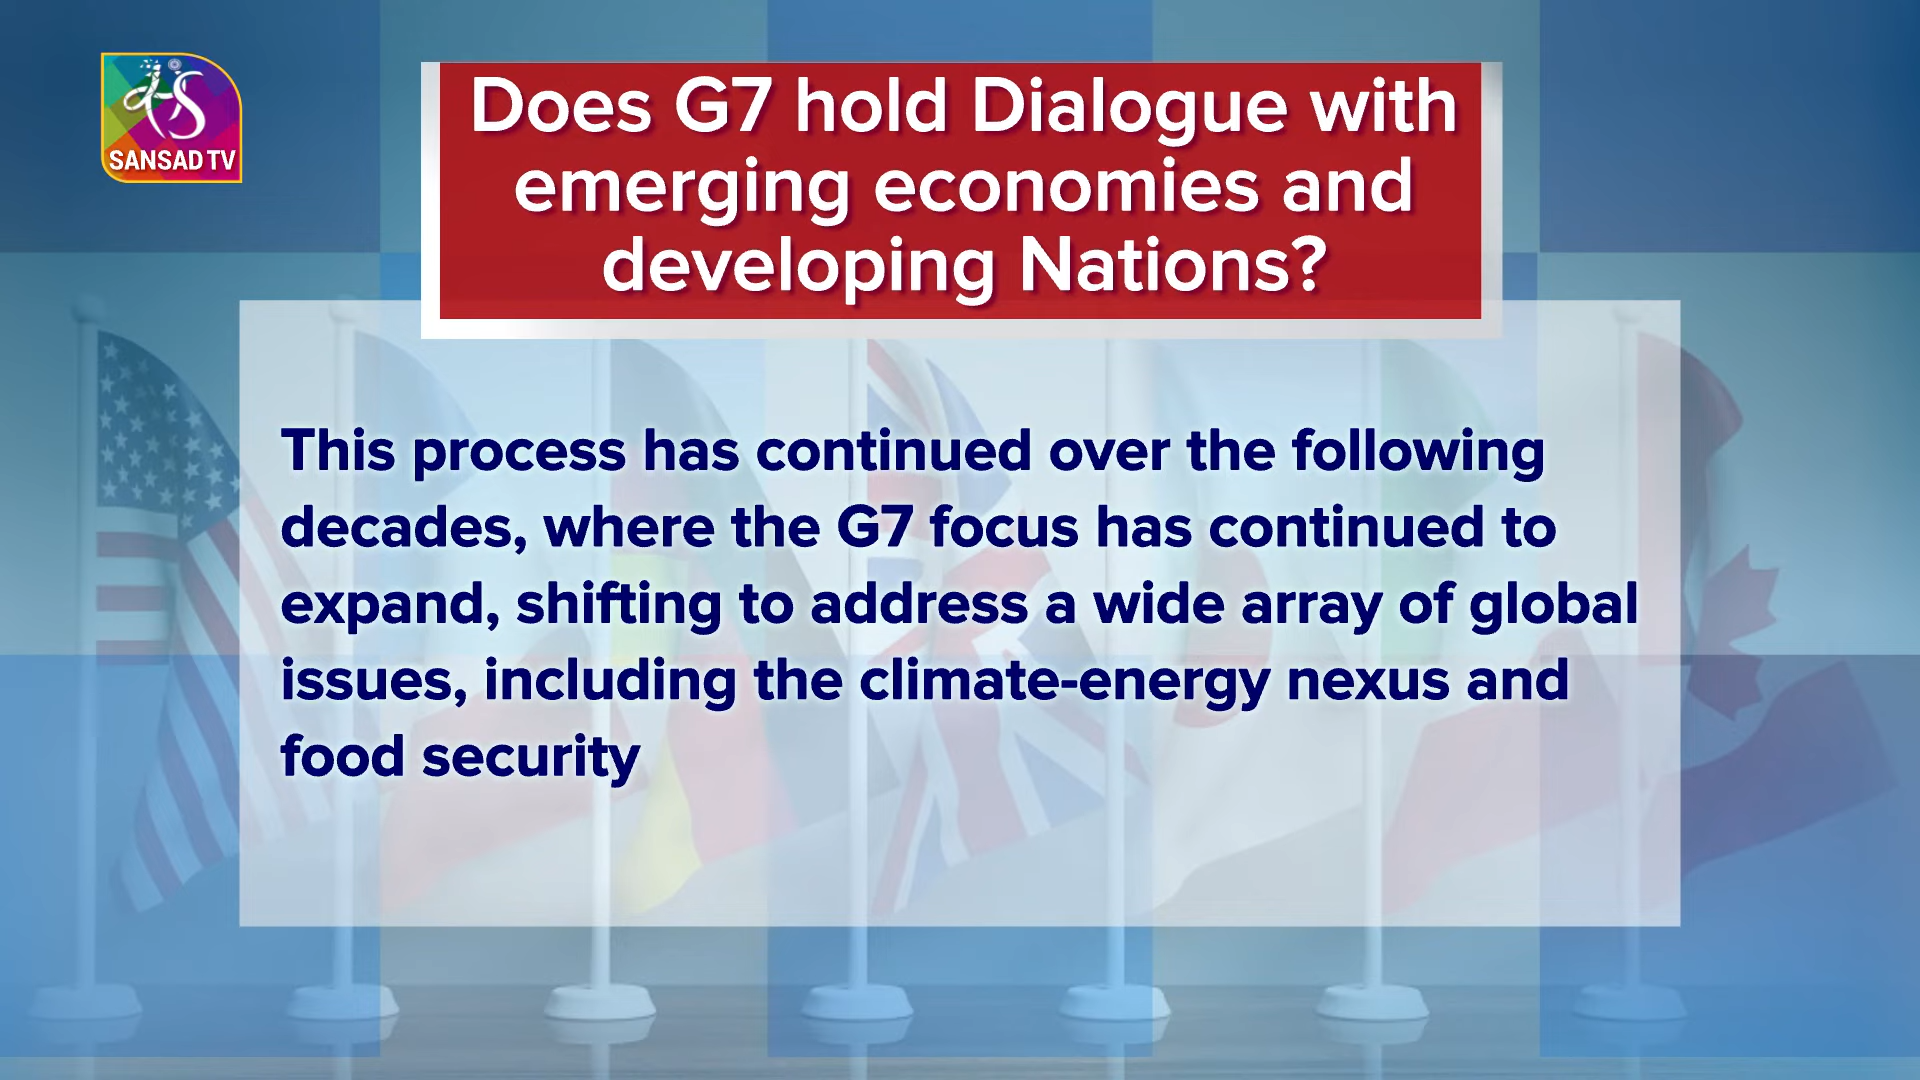 SANSAD TV
Does G7 hold Dialogue with
emerging economies and
developing Nations?
This process has continued over the following
decades, where the G7 focus has continued to
expand, shifting to address a wide array of global
issues, including the climate-energy nexus and
food security